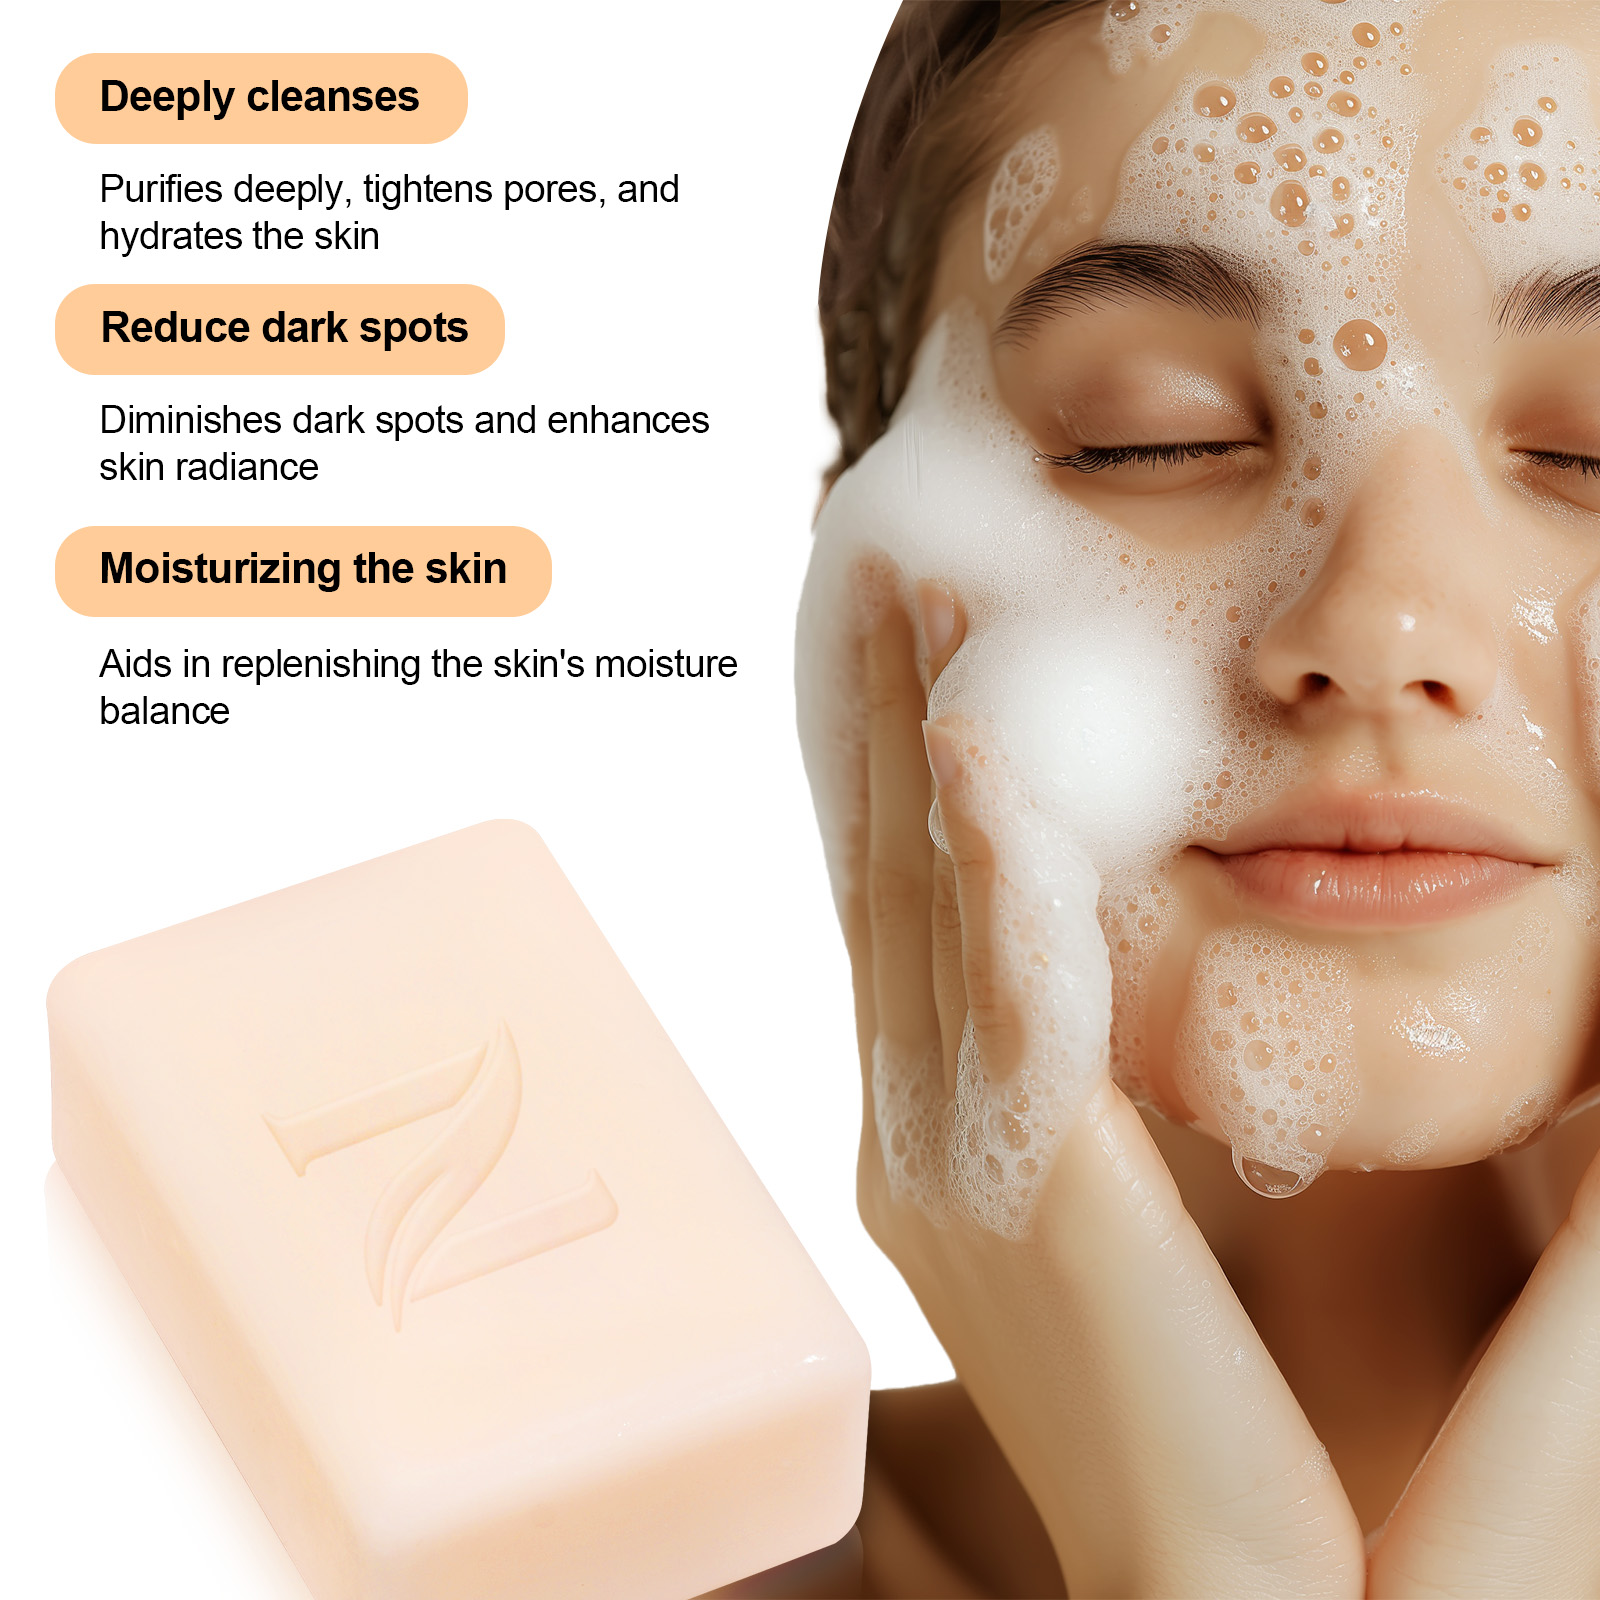 Deeply cleanses
Purifies deeply, tightens pores, and
hydrates the skin
Reduce dark spots
Diminishes dark spots and enhances
skin radiance
Moisturizing the skin
Aids in replenishing the skin's moisture
balance
Z